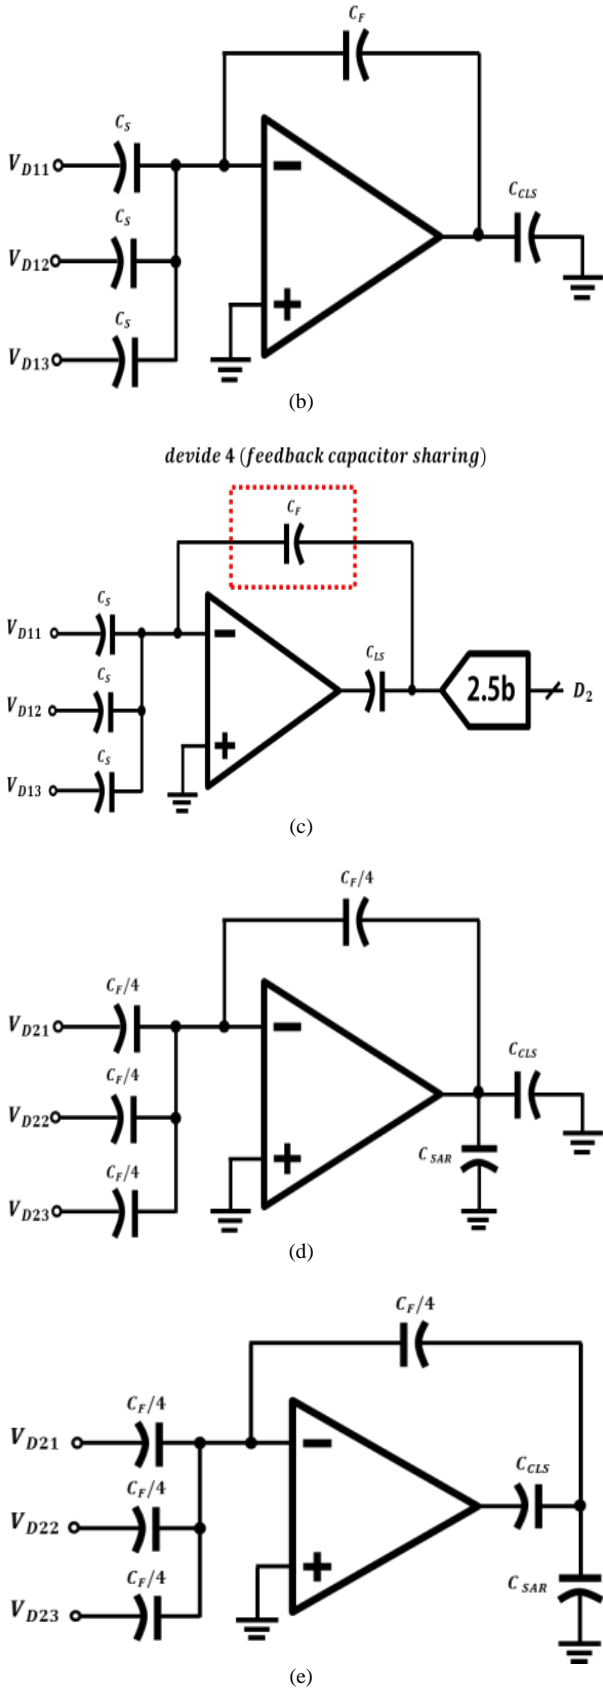 C_F
C_S
V_D11
C_S
C_CLS
V_D12
C_S
V_D13
(b)
devide 4 (feedback capacitor sharing)
C_F
C_S
V_D11
C_LS
C_S
2.5b
D_2
V_D12
C_S
V_D13
(c)
C_F/4
C_F/4
V_D21
C_CLS
C_F/4
V_D22
C_SAR
C_F/4
V_D23
(d)
C_F/4
C_F/4
V_D21
C_CLS
C_F/4
V_D22
C_F/4
C_SAR
V_D23
(e)